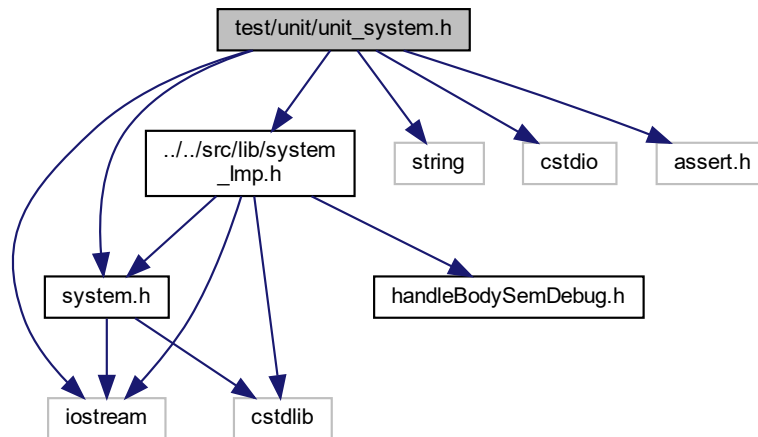 test/unit/unit_system.h
../../src/lib/system
_Imp.h
string
cstdio
assert.h
system.h
handleBodySemDebug.h
iostream
cstdlib